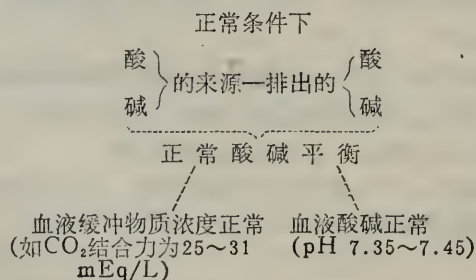 正常条件下
酸 酸
的来源—排出的
碱 碱
正常酸碱平衡
血液缓冲物质浓度正常 血液酸碱正常
(如CO₂结合力为25～31 (pH 7.35～7.45)
mEq/L)